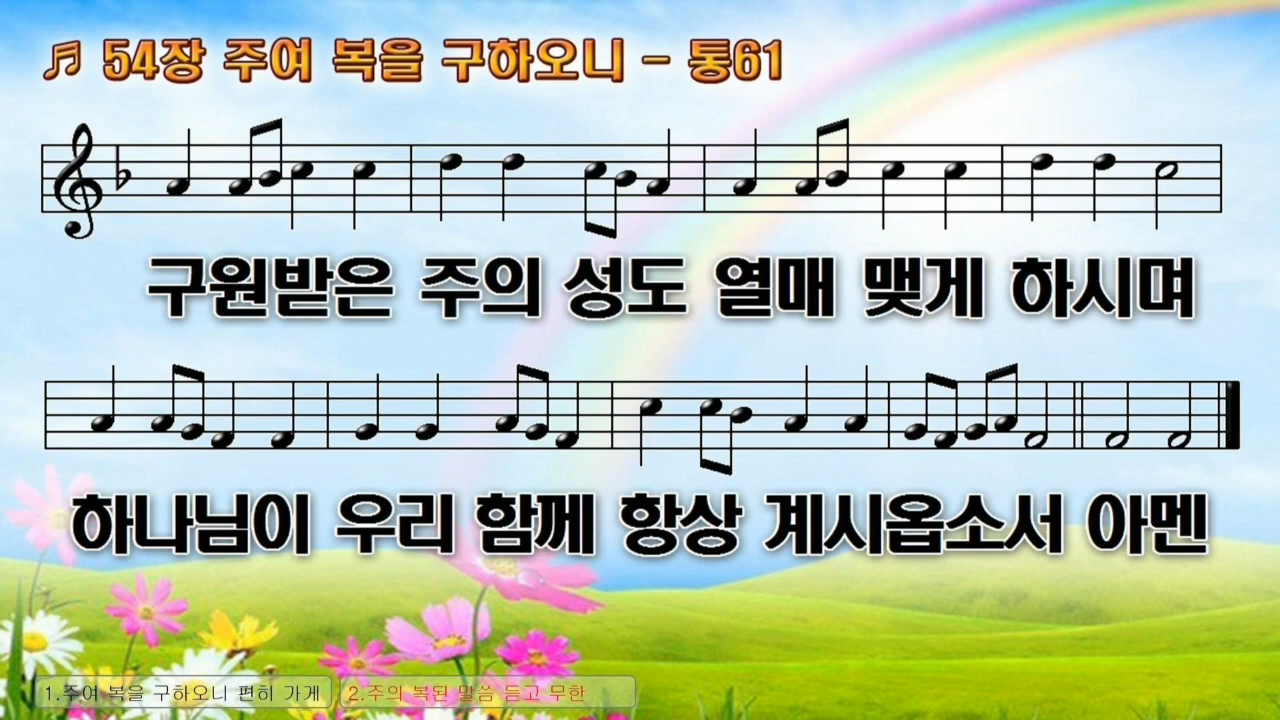 ♬ 54장 주여 복을 구하오니 - 통61
구원받은 주의 성도 열매 맺게 하시며
하나님이 우리 함께 항상 계시옵소서 아멘
1.주여 복을 구하오니 편히 가게 2.주의 복된 말씀 듣고 무한